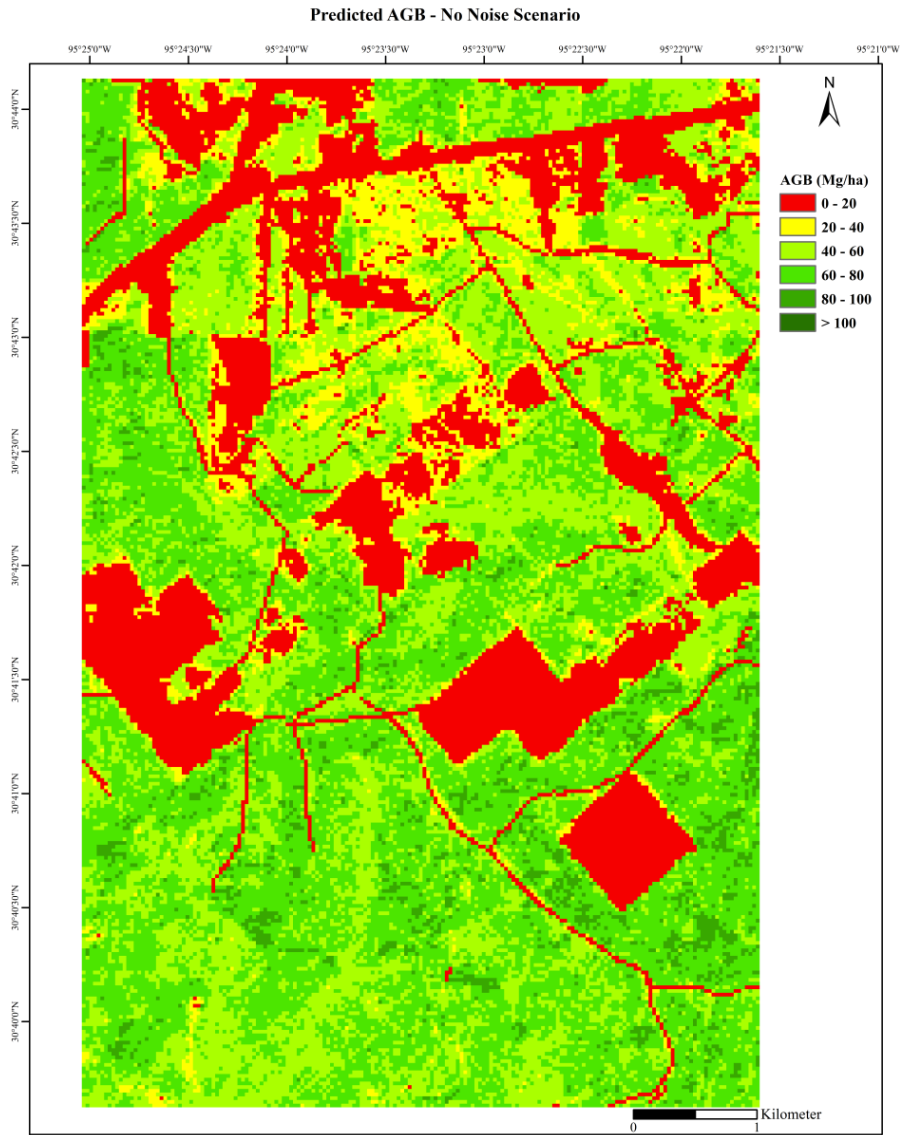 Predicted AGB - No Noise Scenario
95°25'0"W 95°24'30"W 95°24'0"W 95°23'30"W 95°23'0"W 95°22'30"W 95°22'0"W 95°21'30"W 95°21'0"W
N
30°44'0"N
AGB (Mg/ha)
0 - 20
20 - 40
40 - 60
60 - 80
80 - 100
> 100
30°43'30"N
30°43'0"N
30°42'30"N
30°42'0"N
30°41'30"N
30°41'0"N
30°40'30"N
30°40'0"N
Kilometer
0 1